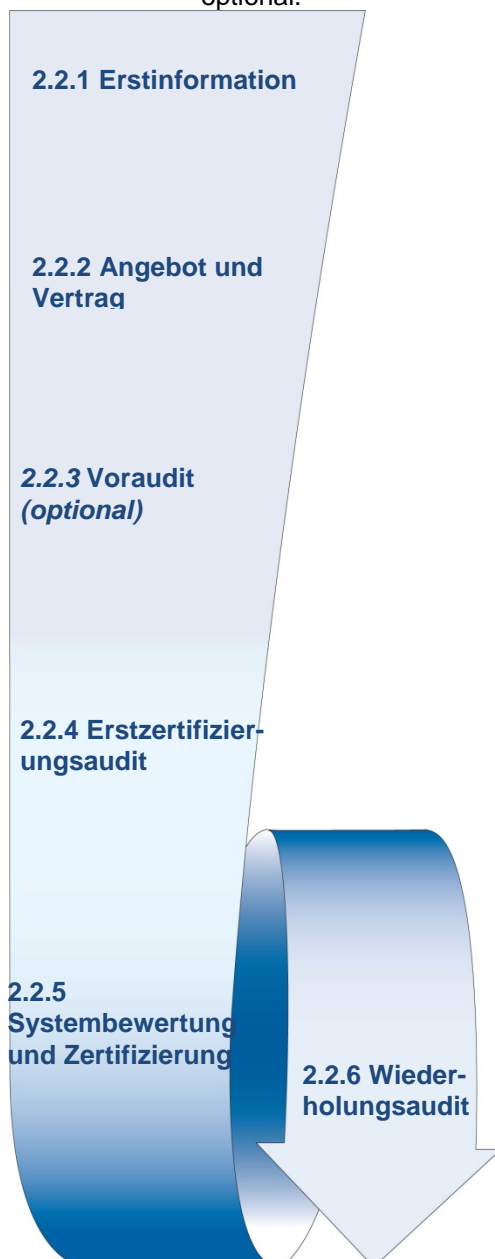 optional.
2.2.1 Erstinformation
2.2.2 Angebot und
Vertrag
2.2.3 Voraudit
(optional)
2.2.4 Erstzertifizier-
ungsaudit
2.2.5
Systembewertung
und Zertifizierung
2.2.6 Wieder-
holungsaudit